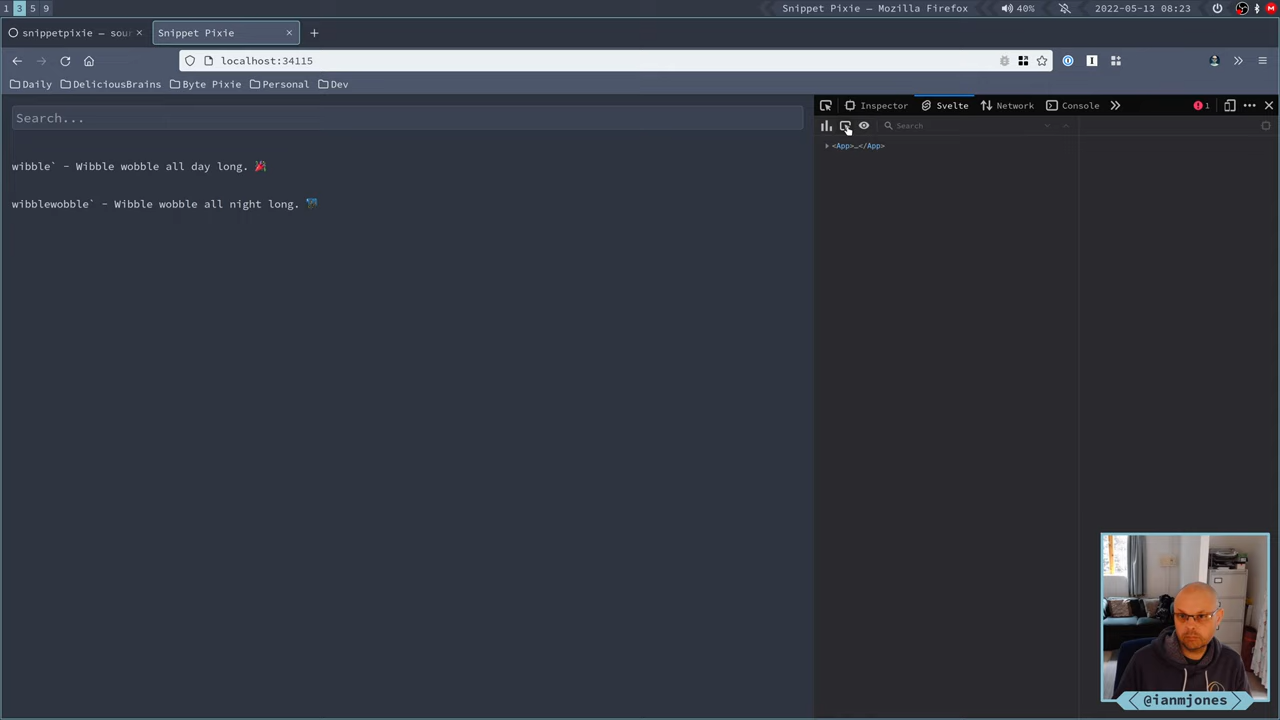 1 3 5 9
Snippet Pixie — Mozilla Firefox
40%
2022-05-13 08:23
snippetpixie — sour
Snippet Pixie
localhost:34115
Daily
DeliciousBrains
Byte Pixie
Personal
Dev
Search...
wibble` - Wibble wobble all day long. 🎉
wibblewobble` - Wibble wobble all night long.
Inspector
Svelte
Network
Console
1
Search
<App>…</App>
@ianmjones